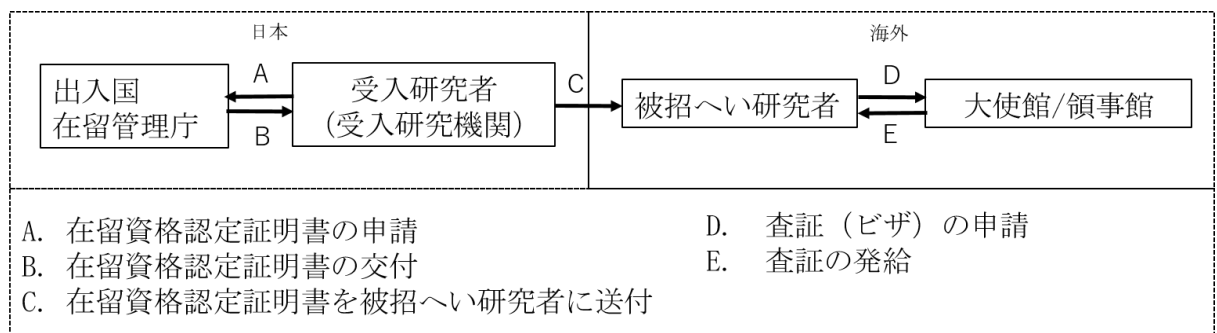 日本
海外
出入国
在留管理庁
A
B
受入研究者
(受入研究機関)
C
被招へい研究者
D
E
大使館/領事館
A. 在留資格認定証明書の申請
B. 在留資格認定証明書の交付
C. 在留資格認定証明書を被招へい研究者に送付
D. 査証（ビザ）の申請
E. 査証の発給